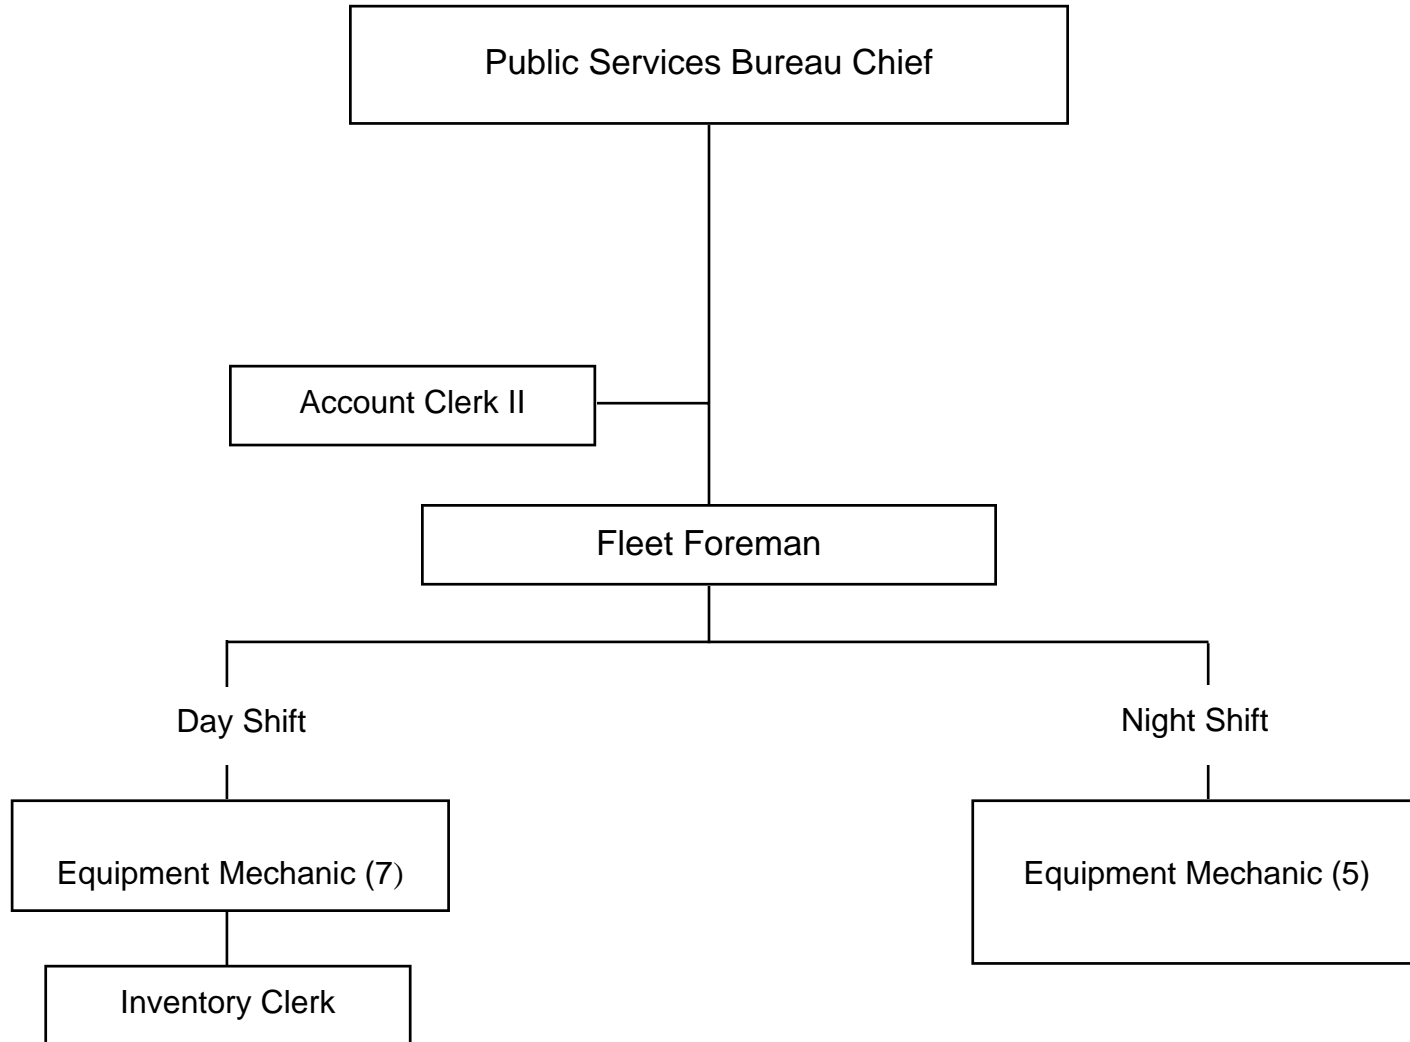 Public Services Bureau Chief
Account Clerk II
Fleet Foreman
Day Shift
Night Shift
Equipment Mechanic (7)
Equipment Mechanic (5)
Inventory Clerk